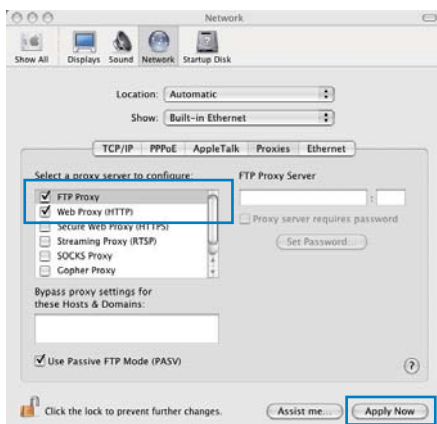 Network
Show All Displays Sound Network Startup Disk
Location: Automatic
Show: Built-in Ethernet
TCP/IP PPPoE AppleTalk Proxies Ethernet
Select a proxy server to configure: FTP Proxy Server
FTP Proxy
:
Web Proxy (HTTP)
Proxy server requires password
Secure Web Proxy (HTTPS)
Streaming Proxy (RTSP) Set Password...
SOCKS Proxy
Gopher Proxy
Bypass proxy settings for
these Hosts & Domains:
Use Passive FTP Mode (PASV)
?
Click the lock to prevent further changes. Assist me... Apply Now